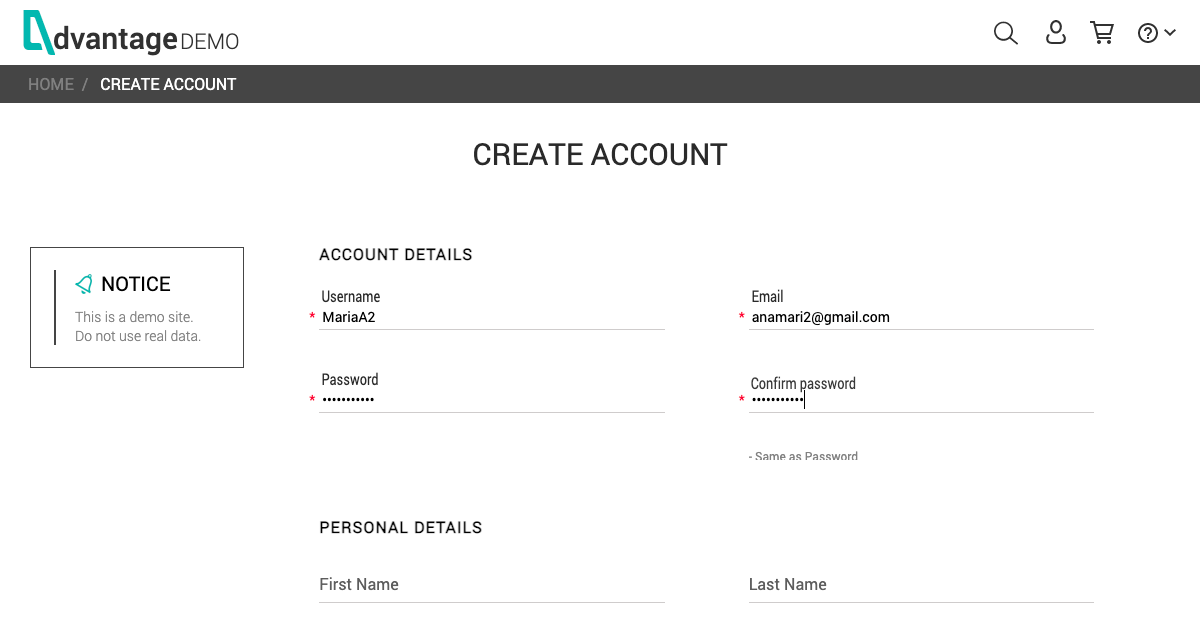 dvantage DEMO
HOME / CREATE ACCOUNT
CREATE ACCOUNT
NOTICE
This is a demo site.
Do not use real data.
ACCOUNT DETAILS
Username
* MariaA2
Email
* anamari2@gmail.com
Password
* •••••••••••
Confirm password
* •••••••••••
- Same as Password
PERSONAL DETAILS
First Name
Last Name